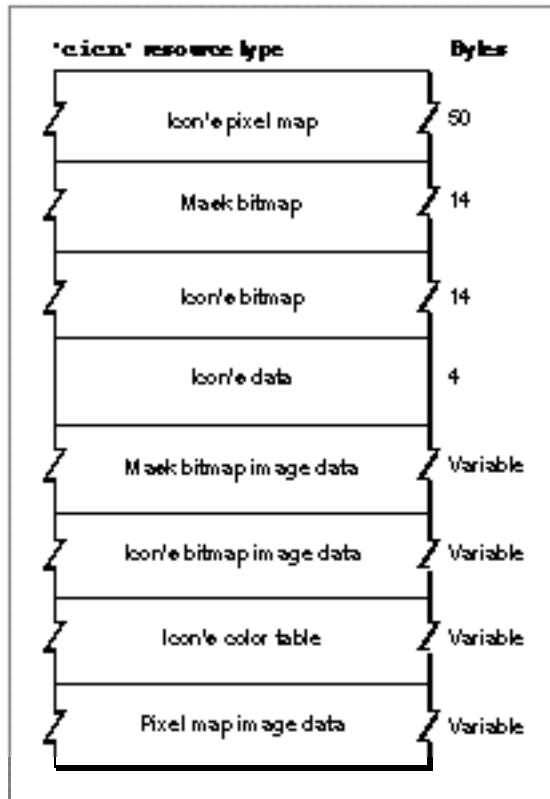 'cicn' resource type Bytes
Icon's pixel map 50
Mask bitmap 14
Icon's bitmap 14
Icon's data 4
Mask bitmap image data Variable
Icon's bitmap image data Variable
Icon's color table Variable
Pixel map image data Variable